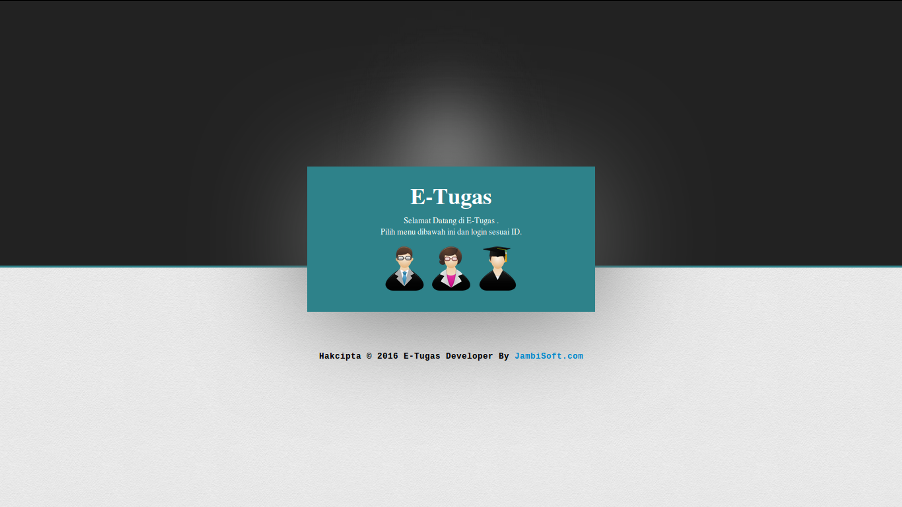 E-Tugas
Selamat Datang di E-Tugas .
Pilih menu dibawah ini dan login sesuai ID.
Hakcipta © 2016 E-Tugas Developer By JambiSoft.com